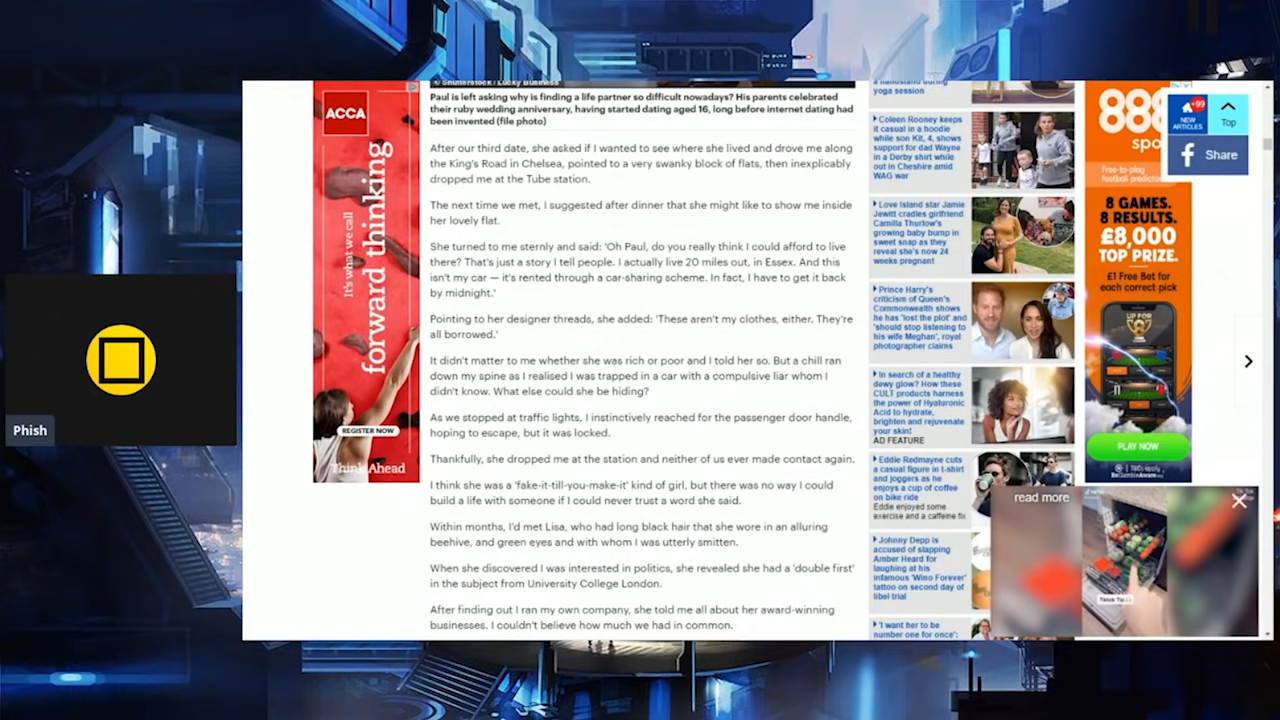 Phish
ACCA
It's what we call
forward thinking
REGISTER NOW
Think Ahead
© Shutterstock / Lucky Business
Paul is left asking why is finding a life partner so difficult nowadays? His parents celebrated
their ruby wedding anniversary, having started dating aged 16, long before internet dating had
been invented (file photo)
After our third date, she asked if I wanted to see where she lived and drove me along
the King's Road in Chelsea, pointed to a very swanky block of flats, then inexplicably
dropped me at the Tube station.
The next time we met, I suggested after dinner that she might like to show me inside
her lovely flat.
She turned to me sternly and said: 'Oh Paul, do you really think I could afford to live
there? That's just a story I tell people. I actually live 20 miles out, in Essex. And this
isn't my car — it's rented through a car-sharing scheme. In fact, I have to get it back
by midnight.'
Pointing to her designer threads, she added: 'These aren't my clothes, either. They're
all borrowed.'
It didn't matter to me whether she was rich or poor and I told her so. But a chill ran
down my spine as I realised I was trapped in a car with a compulsive liar whom I
didn't know. What else could she be hiding?
As we stopped at traffic lights, I instinctively reached for the passenger door handle,
hoping to escape, but it was locked.
Thankfully, she dropped me at the station and neither of us ever made contact again.
I think she was a 'fake-it-till-you-make-it' kind of girl, but there was no way I could
build a life with someone if I could never trust a word she said.
Within months, I'd met Lisa, who had long black hair that she wore in an alluring
beehive, and green eyes and with whom I was utterly smitten.
When she discovered I was interested in politics, she revealed she had a 'double first'
in the subject from University College London.
After finding out I ran my own company, she told me all about her award-winning
businesses. I couldn't believe how much we had in common.
a handstand during
yoga session
Coleen Rooney keeps
it casual in a hoodie
while son Kit, 4, shows
support for dad Wayne
in a Derby shirt while
out in Cheshire amid
WAG war
Love Island star Jamie
Jewitt cradles girlfriend
Camilla Thurlow's
growing baby bump in
sweet snap as they
reveal she's now 24
weeks pregnant
Prince Harry's
criticism of Queen's
Commonwealth shows
he has 'lost the plot' and
'should stop listening to
his wife Meghan', royal
photographer claims
In search of a healthy
dewy glow? How these
CULT products harness
the power of Hyaluronic
Acid to hydrate,
brighten and rejuvenate
your skin!
AD FEATURE
Eddie Redmayne cuts
a casual figure in t-shirt
and joggers as he
enjoys a cup of coffee
on bike ride
Eddie enjoyed some
exercise and a caffeine fix
Johnny Depp is
accused of slapping
Amber Heard for
laughing at his
infamous 'Wino Forever'
tattoo on second day of
libel trial
'I want her to be
number one for once':
888
spo
Free-to-play
football predictor
8 GAMES.
8 RESULTS.
£8,000
TOP PRIZE.
£1 Free Bet for
each correct pick
UP FOR
PLAY NOW
T&Cs apply
BeGambleAware.org
+99
NEW
ARTICLES
Top
Share
read more